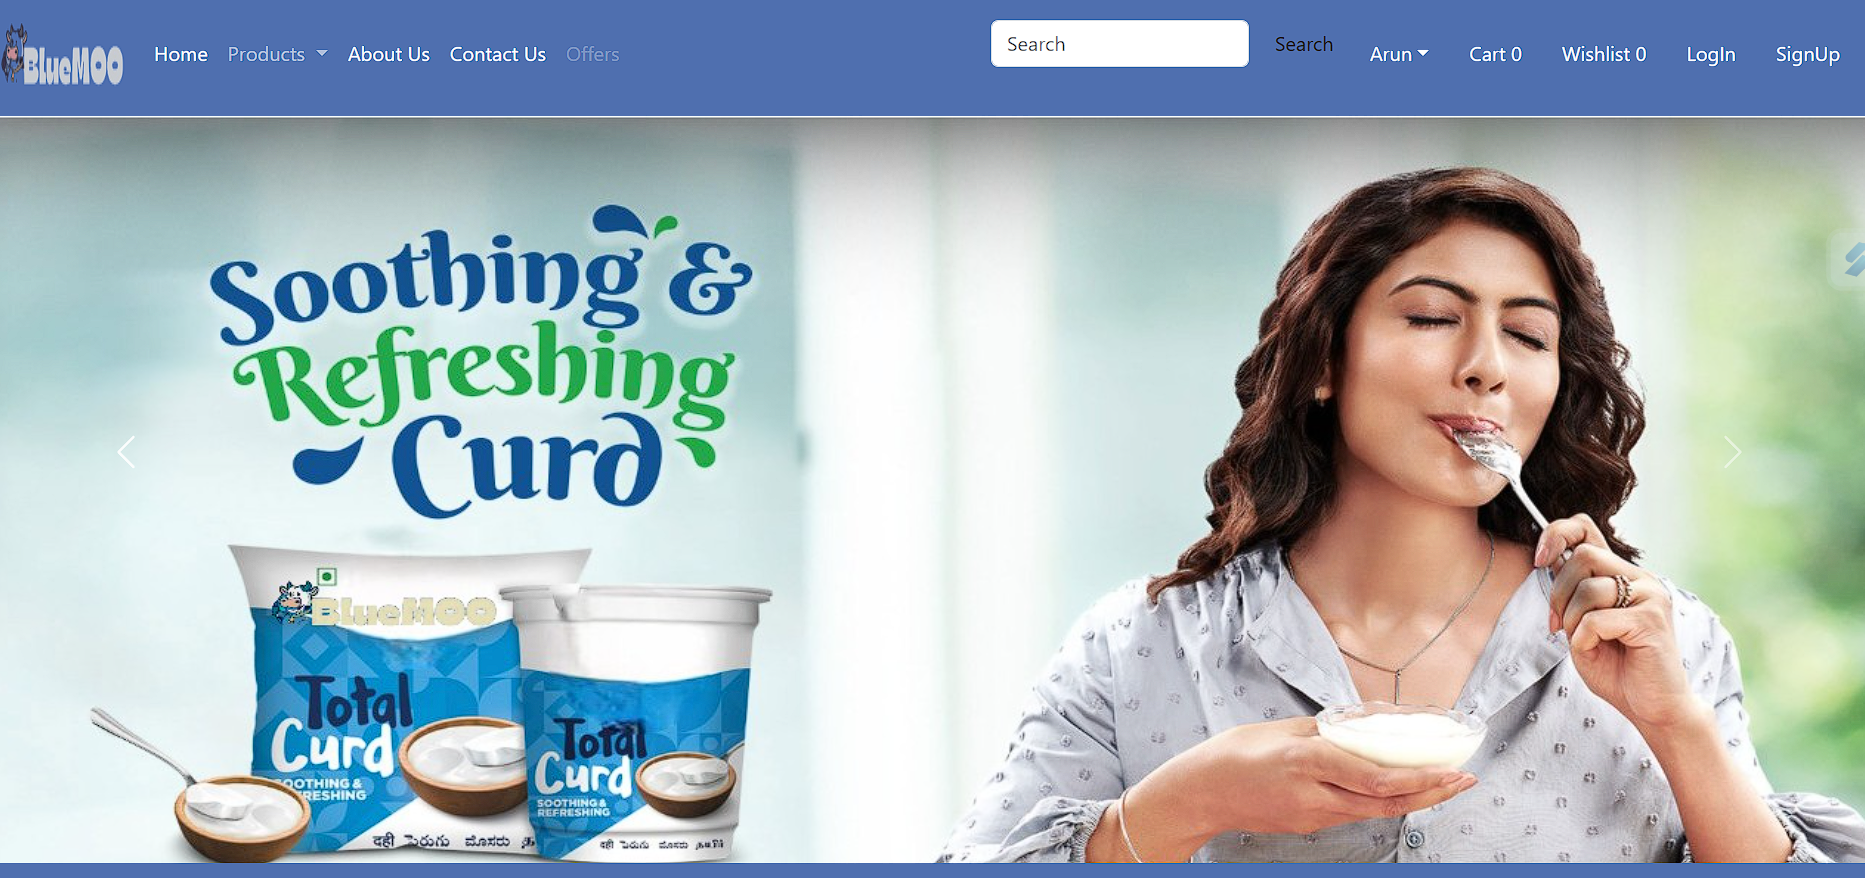 BlueMOO
Home Products About Us Contact Us Offers
Search Search Arun Cart 0 Wishlist 0 LogIn SignUp
Soothing &
Refreshing
Curd
BlueMOO
Total
Curd
SOOTHING &
Total
Curd
SOOTHING &
REFRESHING
दही పెరుగు ಮೊಸರು
दही పెరుగు ಮೊಸರು